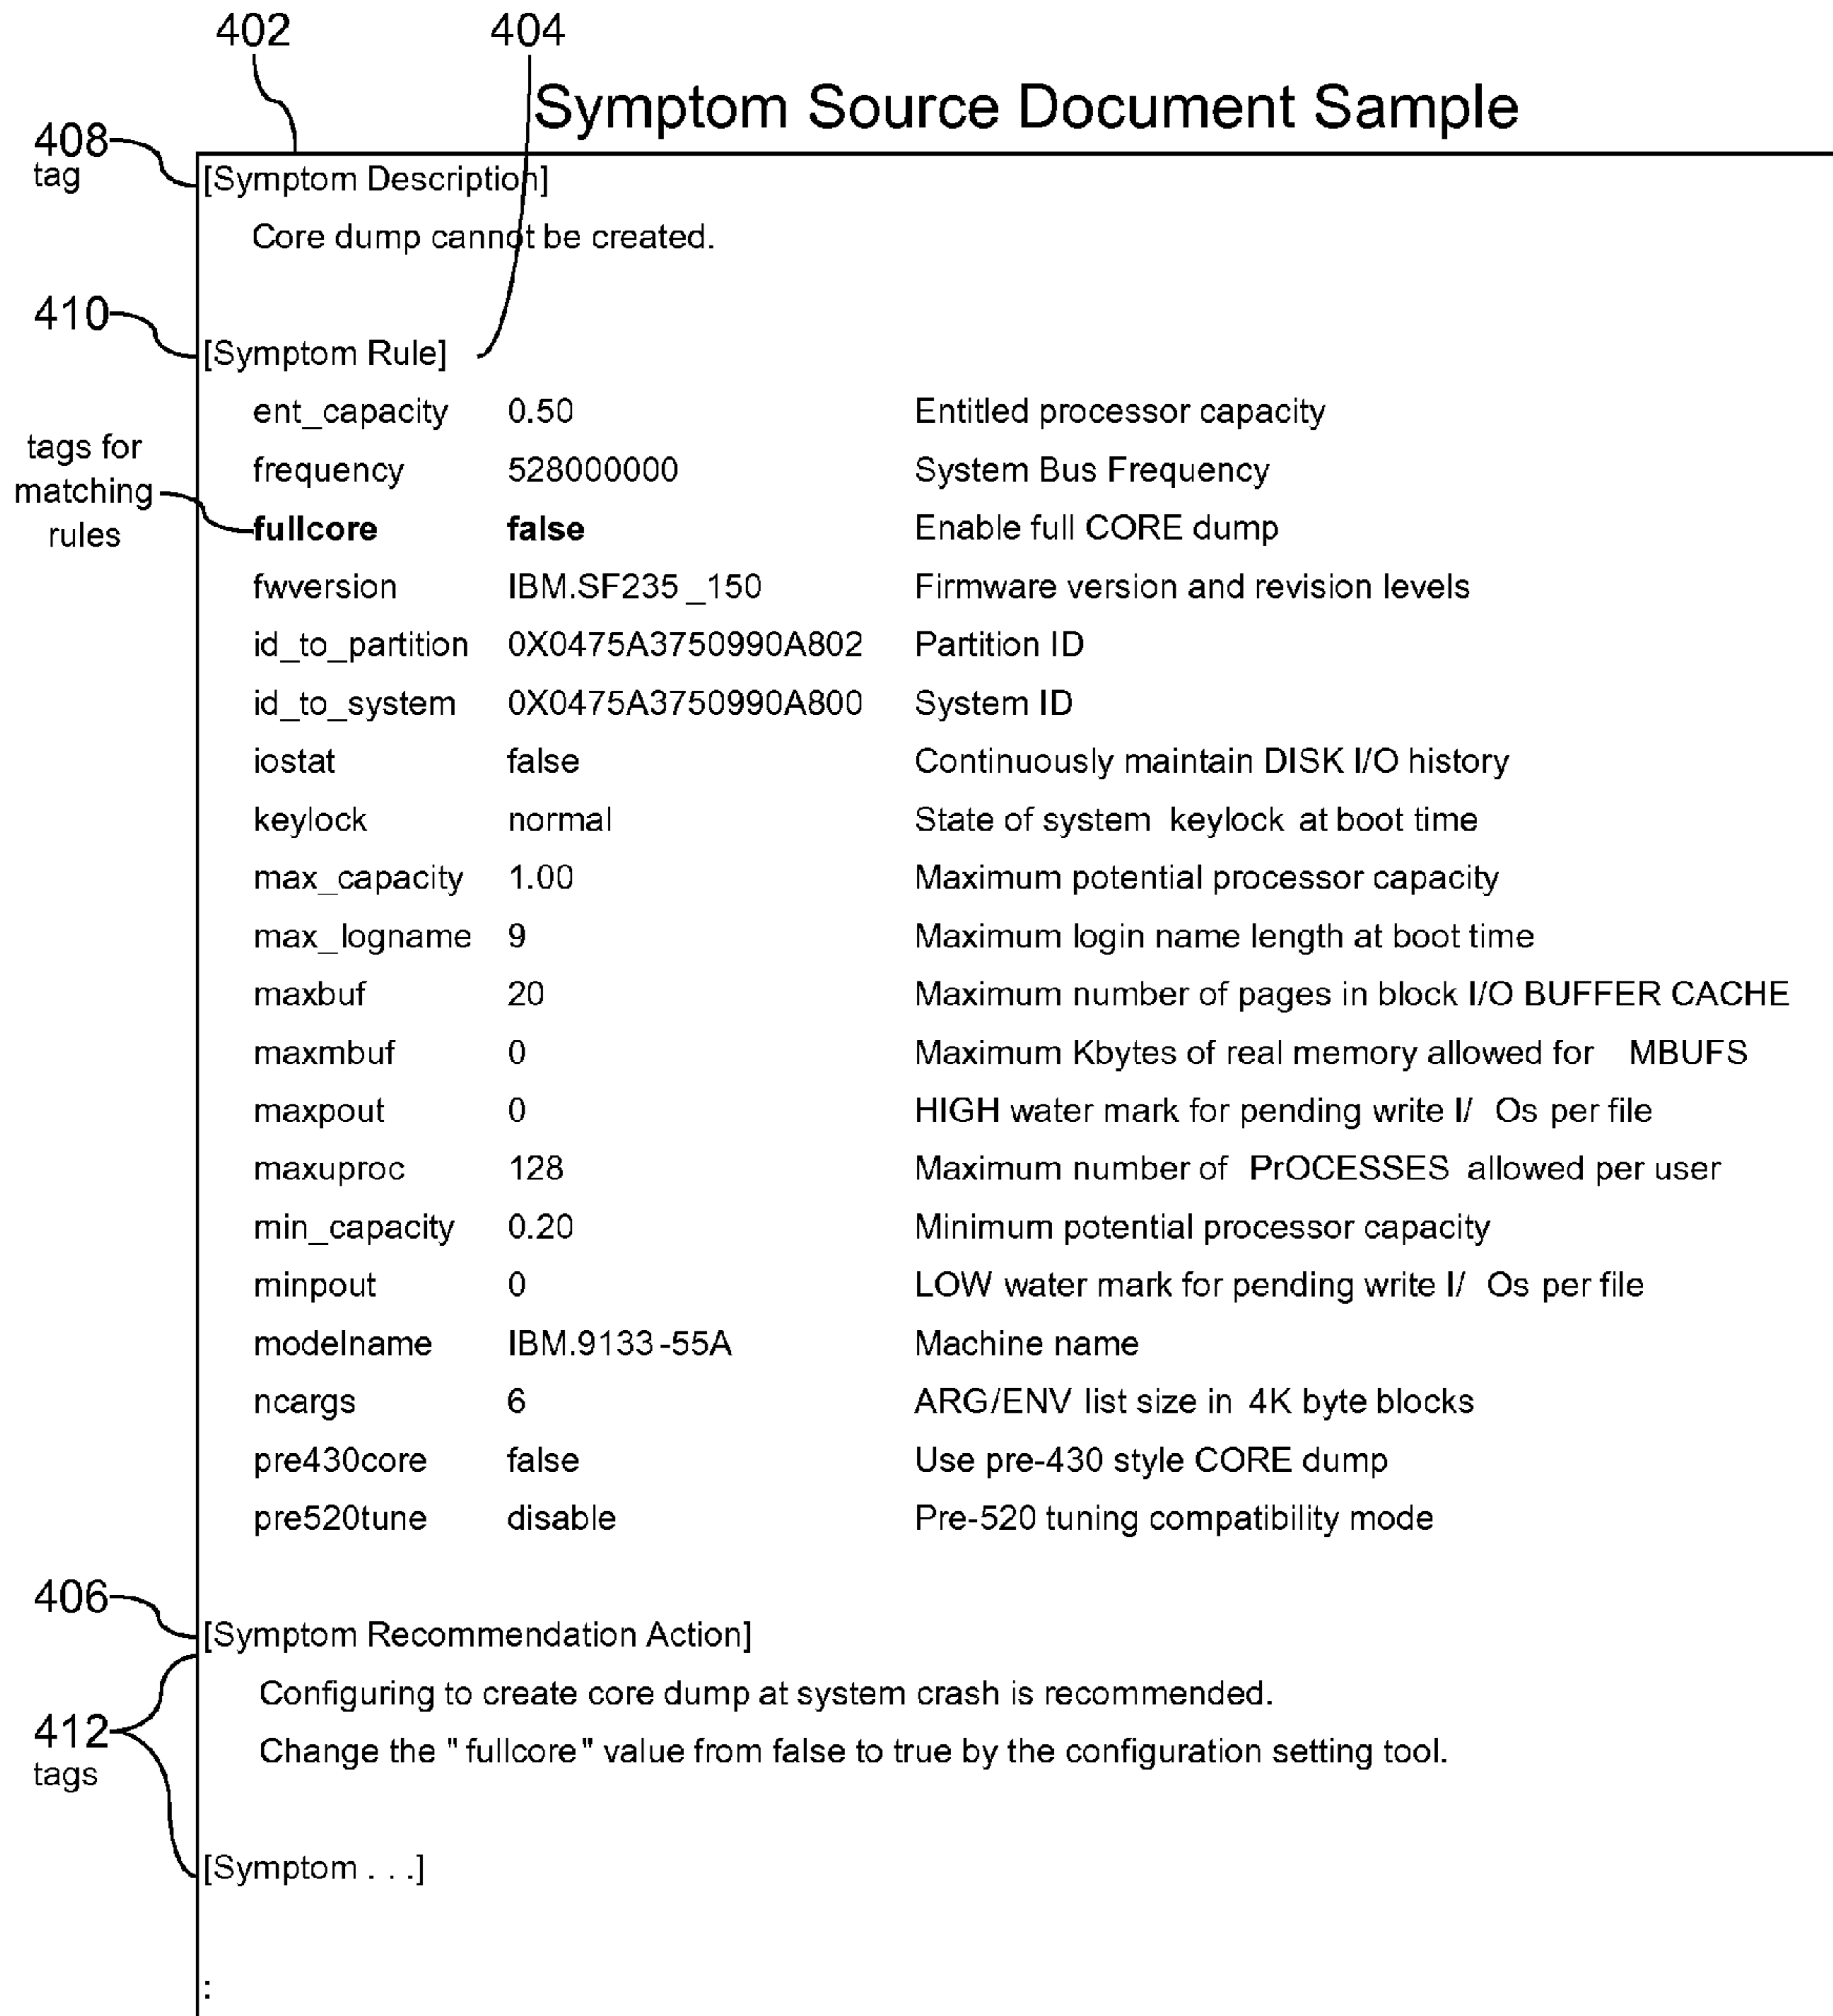 402
404
Symptom Source Document Sample
408
tag
[Symptom Description]
Core dump cannot be created.
410
[Symptom Rule]
ent_capacity 0.50 Entitled processor capacity
tags for
matching
rules
frequency 528000000 System Bus Frequency
fullcore false Enable full CORE dump
fwversion IBM.SF235_150 Firmware version and revision levels
id_to_partition 0X0475A3750990A802 Partition ID
id_to_system 0X0475A3750990A800 System ID
iostat false Continuously maintain DISK I/O history
keylock normal State of system keylock at boot time
max_capacity 1.00 Maximum potential processor capacity
max_logname 9 Maximum login name length at boot time
maxbuf 20 Maximum number of pages in block I/O BUFFER CACHE
maxmbuf 0 Maximum Kbytes of real memory allowed for MBUFS
maxpout 0 HIGH water mark for pending write I/ Os per file
maxuproc 128 Maximum number of PrOCESSES allowed per user
min_capacity 0.20 Minimum potential processor capacity
minpout 0 LOW water mark for pending write I/ Os per file
modelname IBM.9133-55A Machine name
ncargs 6 ARG/ENV list size in 4K byte blocks
pre430core false Use pre-430 style CORE dump
pre520tune disable Pre-520 tuning compatibility mode
406
[Symptom Recommendation Action]
Configuring to create core dump at system crash is recommended.
412
tags
Change the "fullcore" value from false to true by the configuration setting tool.
[Symptom . . .]
: